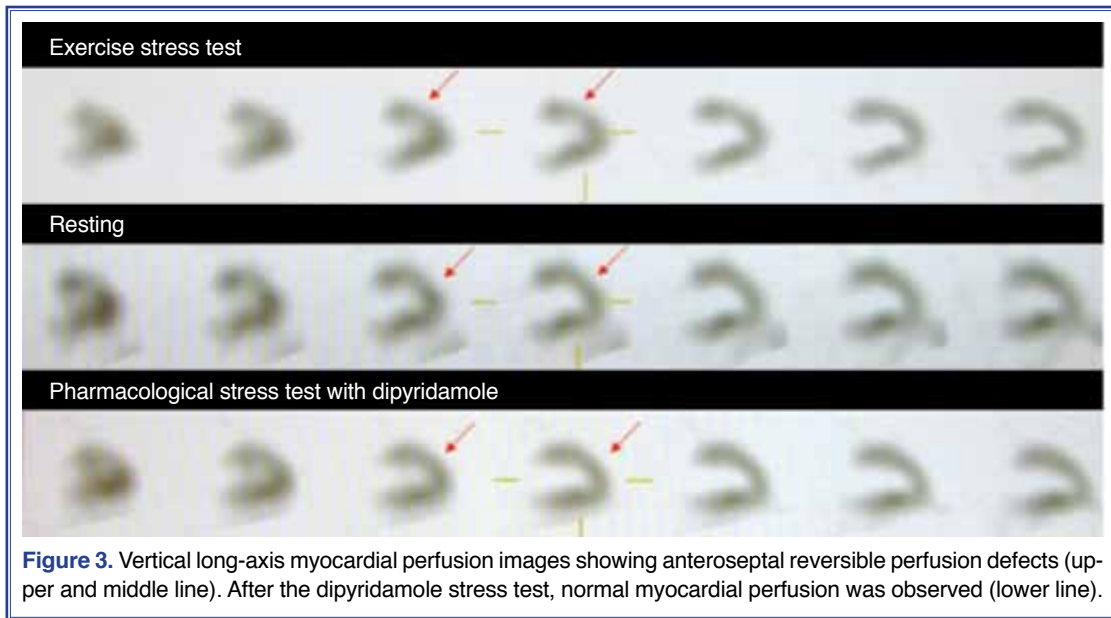 Exercise stress test
Resting
Pharmacological stress test with dipyridamole
Figure 3. Vertical long-axis myocardial perfusion images showing anteroseptal reversible perfusion defects (up-
per and middle line). After the dipyridamole stress test, normal myocardial perfusion was observed (lower line).